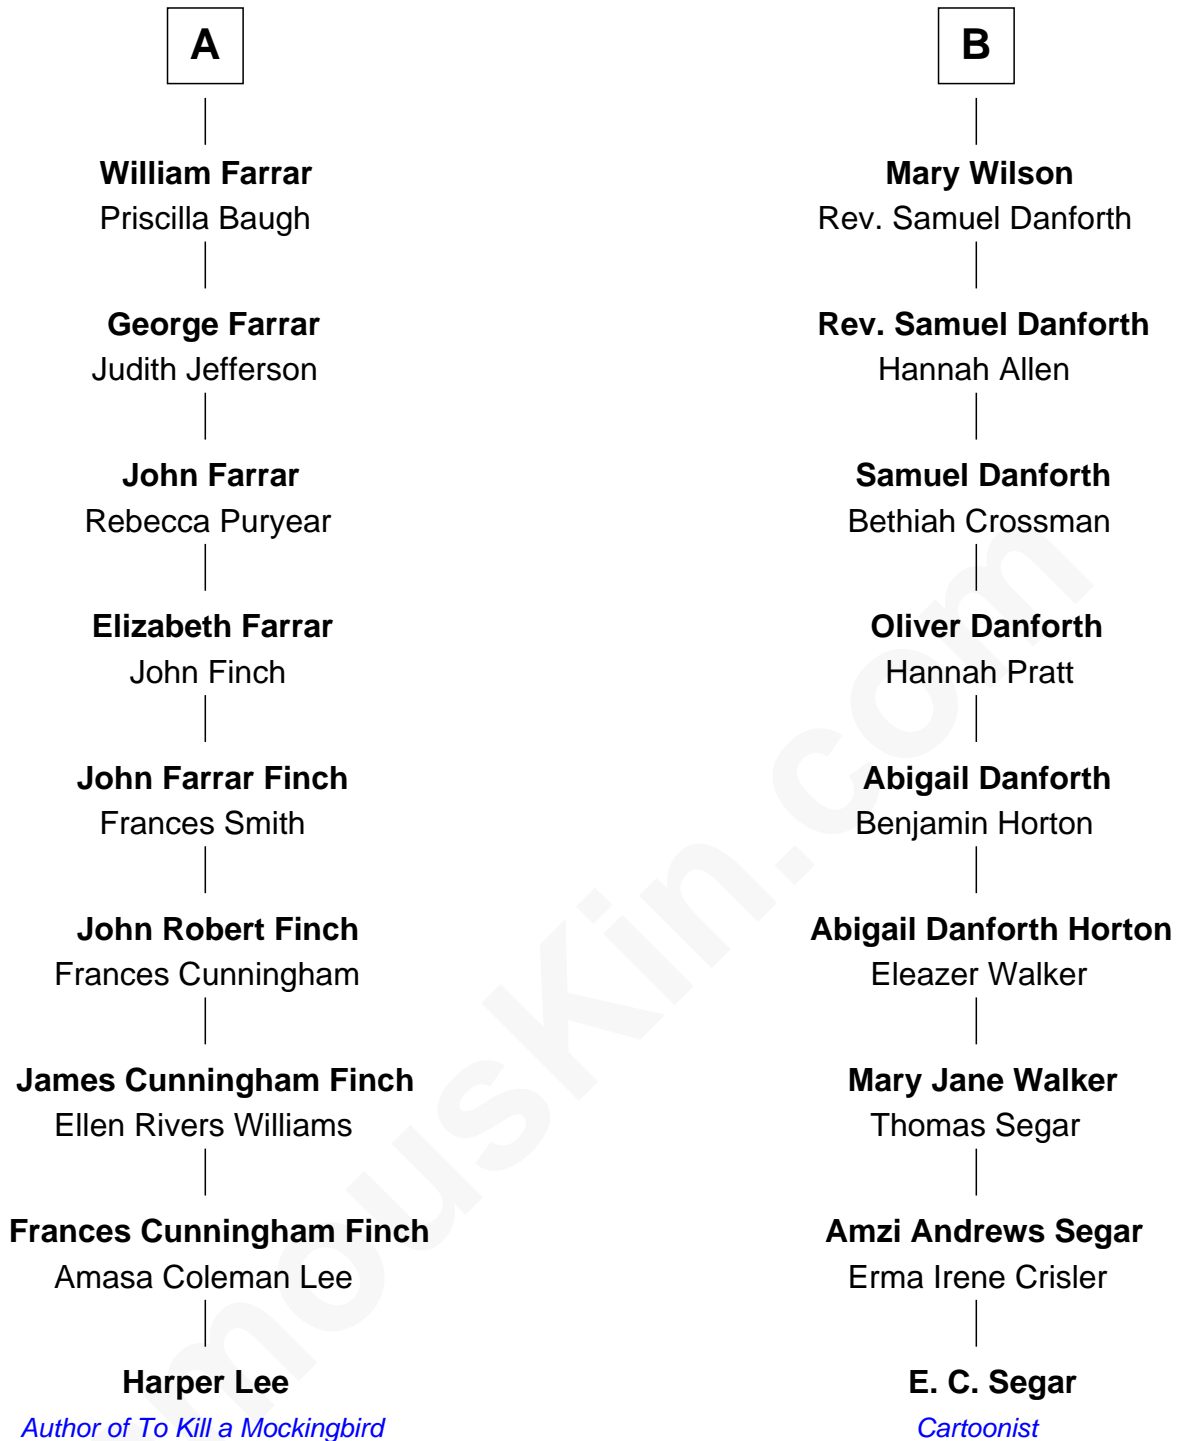 A
William Farrar
Priscilla Baugh
George Farrar
Judith Jefferson
John Farrar
Rebecca Puryear
Elizabeth Farrar
John Finch
John Farrar Finch
Frances Smith
John Robert Finch
Frances Cunningham
James Cunningham Finch
Ellen Rivers Williams
Frances Cunningham Finch
Amasa Coleman Lee
Harper Lee
Author of To Kill a Mockingbird
B
Mary Wilson
Rev. Samuel Danforth
Rev. Samuel Danforth
Hannah Allen
Samuel Danforth
Bethiah Crossman
Oliver Danforth
Hannah Pratt
Abigail Danforth
Benjamin Horton
Abigail Danforth Horton
Eleazer Walker
Mary Jane Walker
Thomas Segar
Amzi Andrews Segar
Erma Irene Crisler
E. C. Segar
Cartoonist
mousKin.com